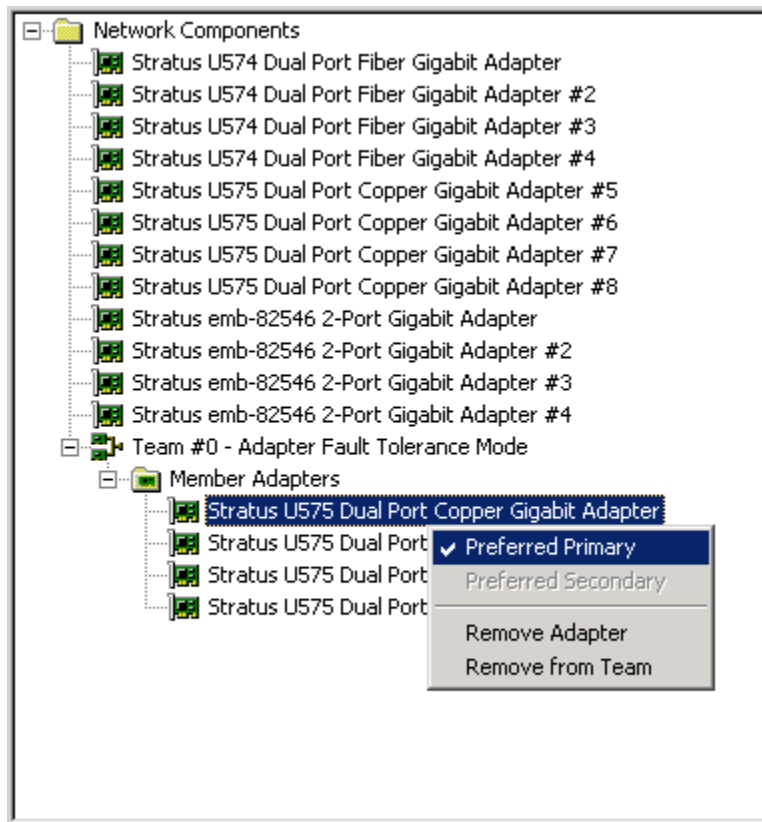 Network Components
Stratus U574 Dual Port Fiber Gigabit Adapter
Stratus U574 Dual Port Fiber Gigabit Adapter #2
Stratus U574 Dual Port Fiber Gigabit Adapter #3
Stratus U574 Dual Port Fiber Gigabit Adapter #4
Stratus U575 Dual Port Copper Gigabit Adapter #5
Stratus U575 Dual Port Copper Gigabit Adapter #6
Stratus U575 Dual Port Copper Gigabit Adapter #7
Stratus U575 Dual Port Copper Gigabit Adapter #8
Stratus emb-82546 2-Port Gigabit Adapter
Stratus emb-82546 2-Port Gigabit Adapter #2
Stratus emb-82546 2-Port Gigabit Adapter #3
Stratus emb-82546 2-Port Gigabit Adapter #4
Team #0 - Adapter Fault Tolerance Mode
Member Adapters
Stratus U575 Dual Port Copper Gigabit Adapter
Stratus U575 Dual Port
Stratus U575 Dual Port
Stratus U575 Dual Port
Preferred Primary
Preferred Secondary
Remove Adapter
Remove from Team